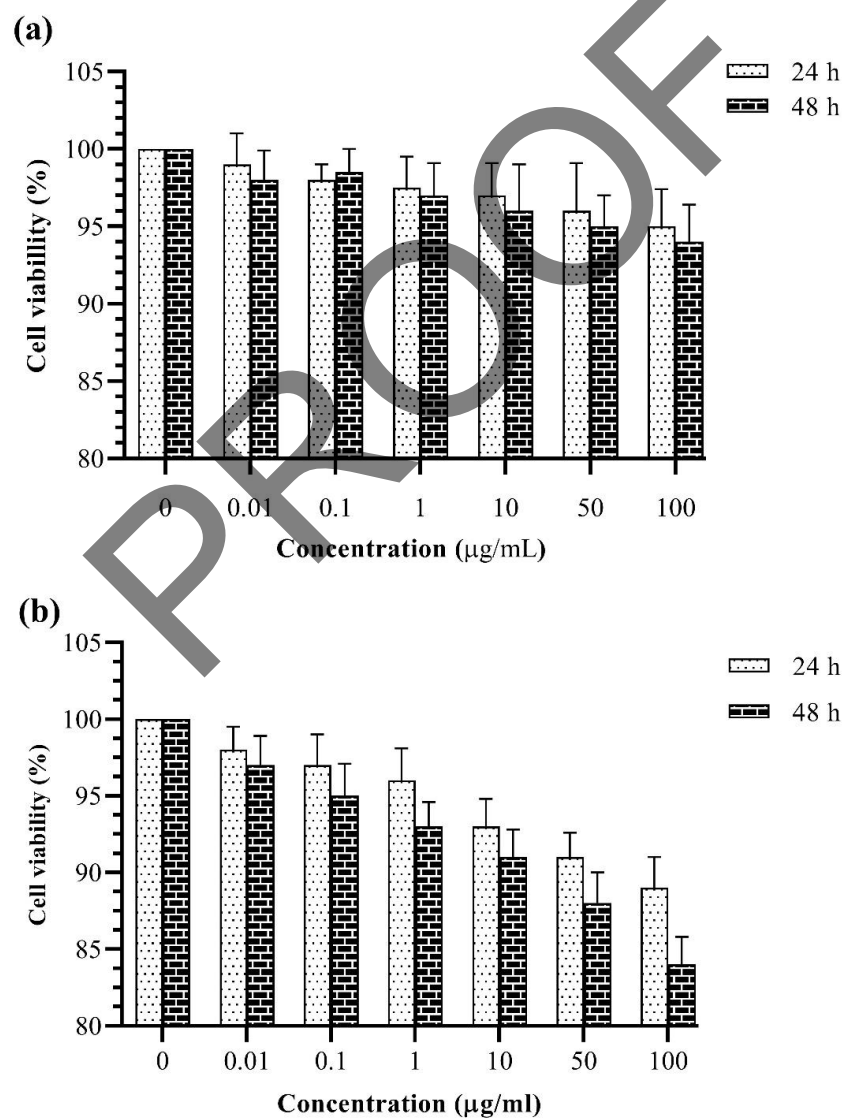 (a)
105
100
95
90
85
80
Cell viabillity (%)
24 h
48 h
0 0.01 0.1 1 10 50 100
Concentration (μg/mL)
PROOF
(b)
105
100
95
90
85
80
Cell viability (%)
24 h
48 h
0 0.01 0.1 1 10 50 100
Concentration (μg/ml)